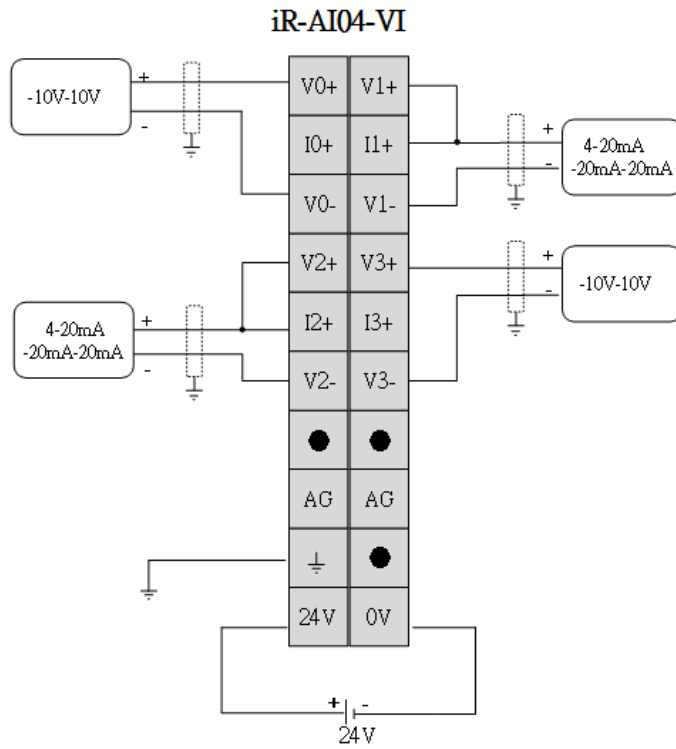 iR-AI04-VI
-10V-10V
+
-
V0+ V1+
I0+ I1+
V0- V1-
V2+ V3+
I2+ I3+
V2- V3-
AG AG
24V 0V
+
-
4-20mA
-20mA-20mA
+
-
-10V-10V
+
-
4-20mA
-20mA-20mA
+
-
+ -
24V